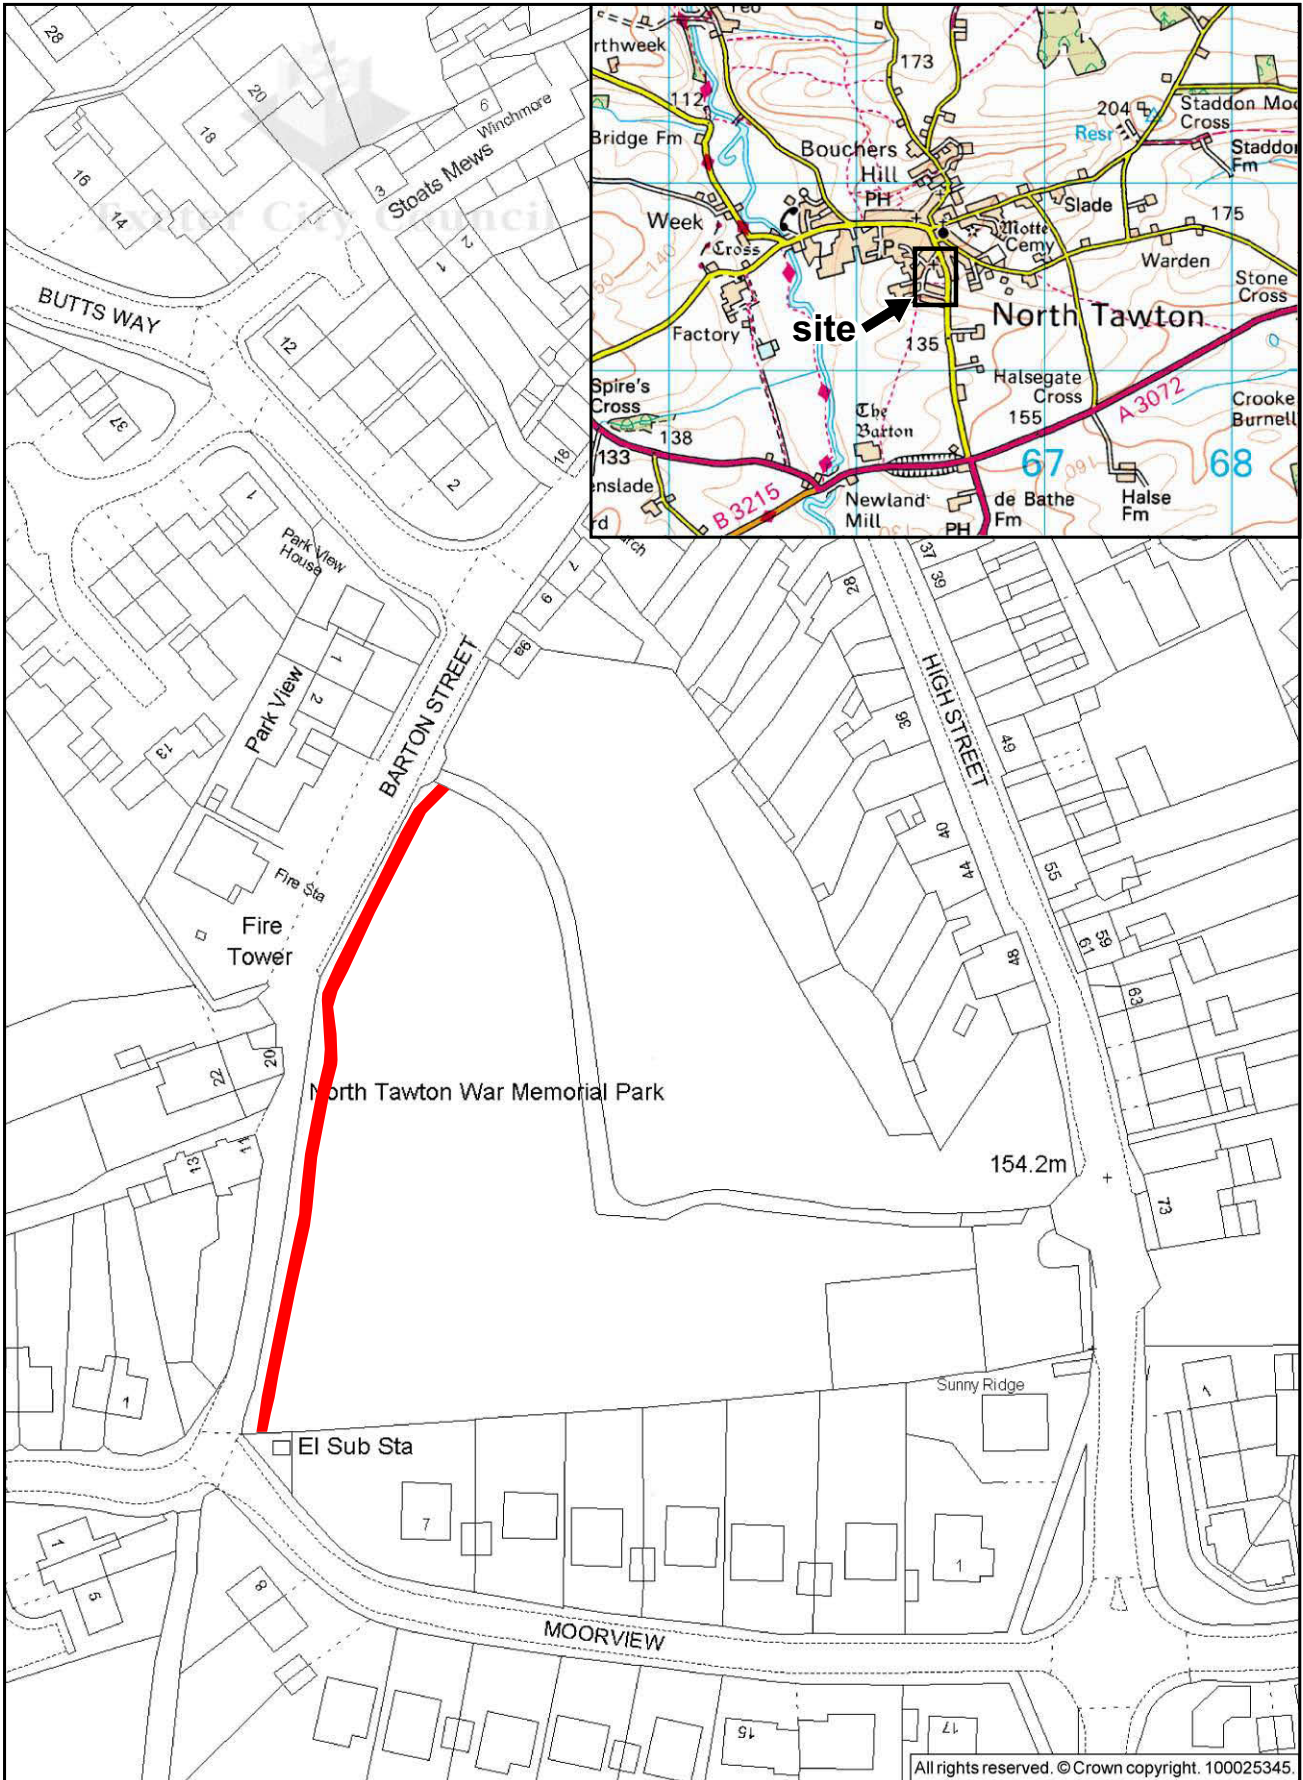 28
20
18
16
14
6
Winchmore
3
Stoats Mews
2
1
Exeter City Council
BUTTS WAY
12
37
2
18
1
Park View
House
7
9
9a
1
2
Park View
13
BARTON STREET
Fire Sta
Fire
Tower
20
22
11
13
North Tawton War Memorial Park
28
37
39
HIGH STREET
36
49
40
44
55
48
59
61
63
154.2m
73
Sunny Ridge
1
1
El Sub Sta
7
1
1
5
8
MOORVIEW
15
17
All rights reserved. © Crown copyright. 100025345.
Yeo
rthweek
173
112
Bridge Fm
204
Resr
Staddon Moo
Cross
Staddon
Fm
Bouchers
Hill
PH
Week
Cross
P
Motte
Cemy
Slade
175
Warden
Stone
Cross
50
140
Factory
site
North Tawton
135
Halsegate
Cross
155
A 3072
Crooke
Burnell
Spire's
Cross
138
133
The
Barton
67
160
68
enslade
rd
B 3215
Newland
Mill
PH
de Bathe
Fm
Halse
Fm